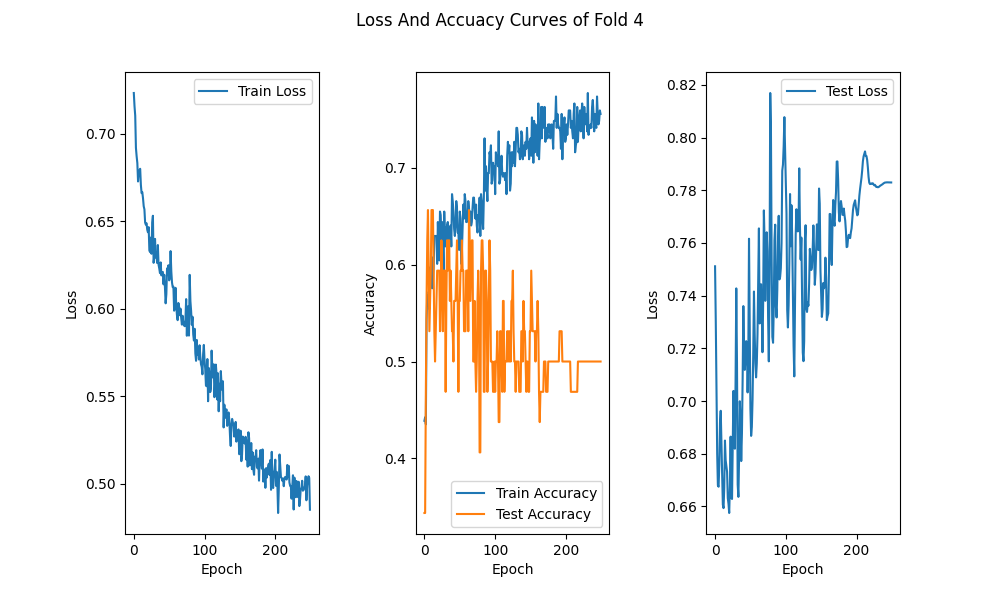 Loss And Accuacy Curves of Fold 4
Train Loss
0.70
0.65
0.60
0.55
0.50
Loss
0 100 200
Epoch
0.7
0.6
0.5
0.4
Accuracy
Train Accuracy
Test Accuracy
0 100 200
Epoch
Test Loss
0.82
0.80
0.78
0.76
0.74
0.72
0.70
0.68
0.66
Loss
0 100 200
Epoch